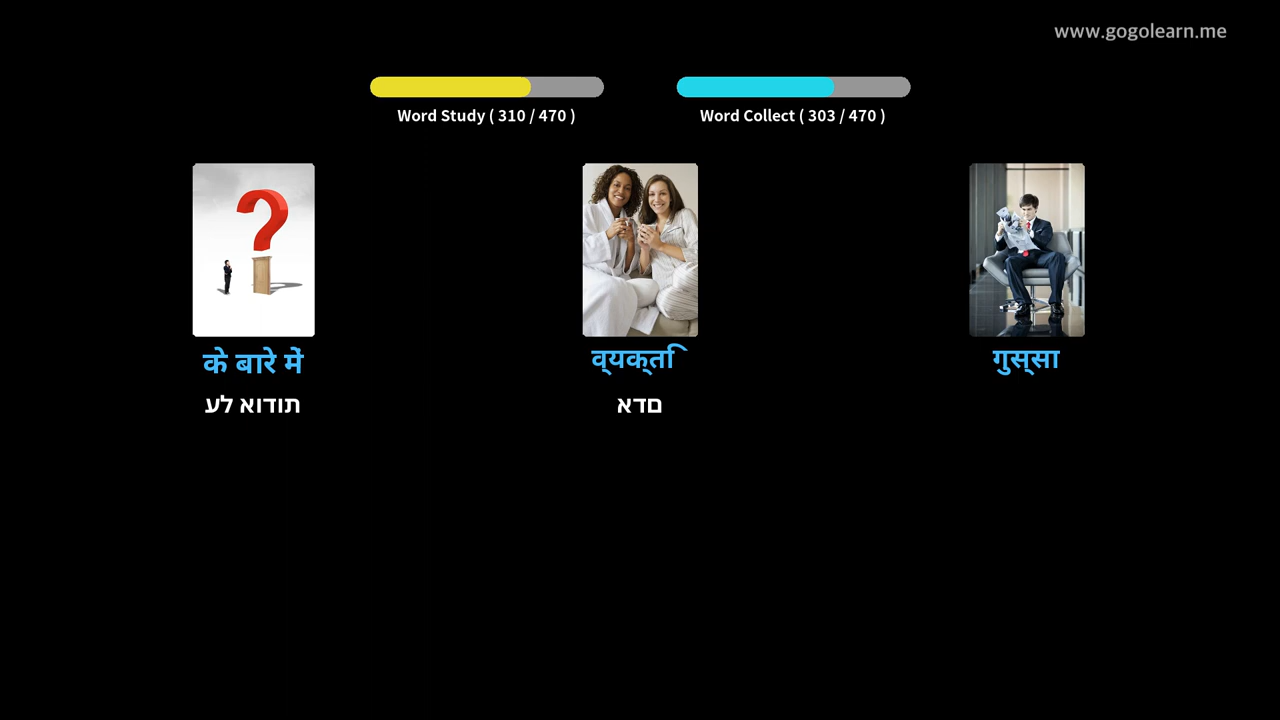 www.gogolearn.me
Word Study ( 310 / 470 )
Word Collect ( 303 / 470 )
के बारे में
תודוא לע
व्यक्ति
םדא
गुस्सा